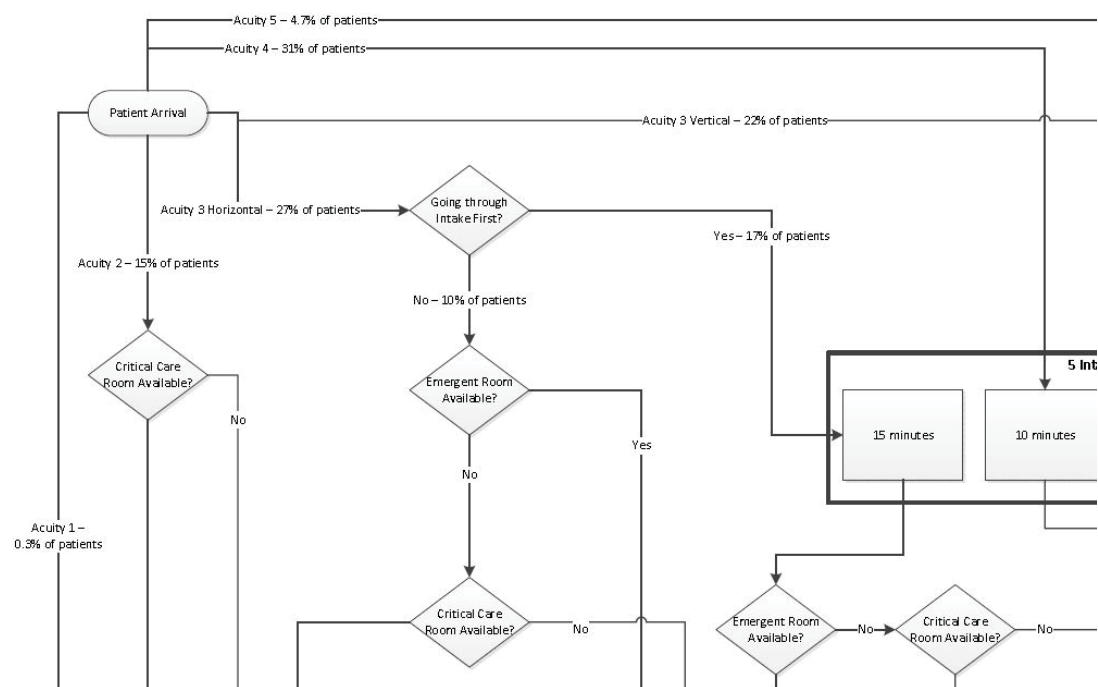 Acuity 5 – 4.7% of patients
Acuity 4 – 31% of patients
Patient Arrival
Acuity 3 Vertical – 22% of patients
Going through
Intake First?
Acuity 3 Horizontal – 27% of patients
Yes – 17% of patients
Acuity 2 – 15% of patients
No – 10% of patients
5 Int
Critical Care
Room Available?
Emergent Room
Available?
No
Yes
15 minutes
10 minutes
No
Acuity 1 –
0.3% of patients
Critical Care
Room Available?
No
Emergent Room
Available?
No
Critical Care
Room Available?
No